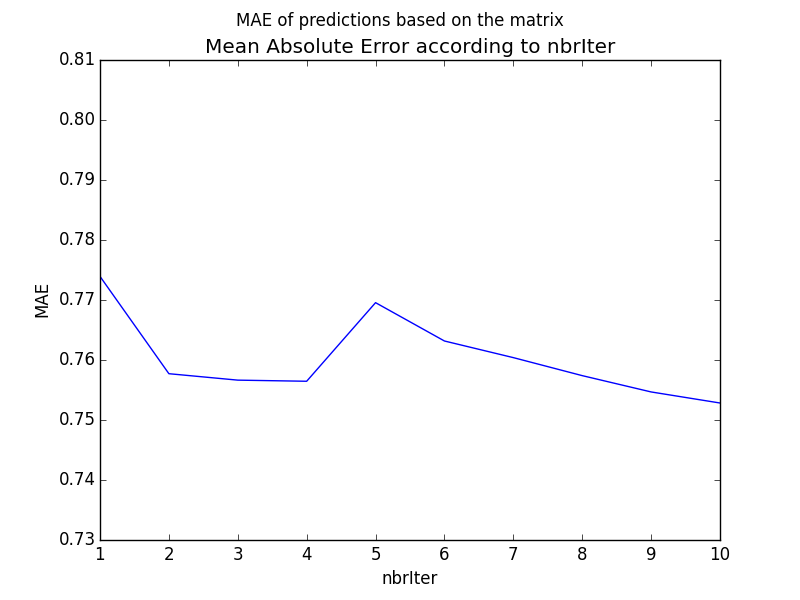 MAE of predictions based on the matrix
Mean Absolute Error according to nbrIter
0.81
0.80
0.79
0.78
0.77
0.76
0.75
0.74
0.73
MAE
1 2 3 4 5 6 7 8 9 10
nbrIter